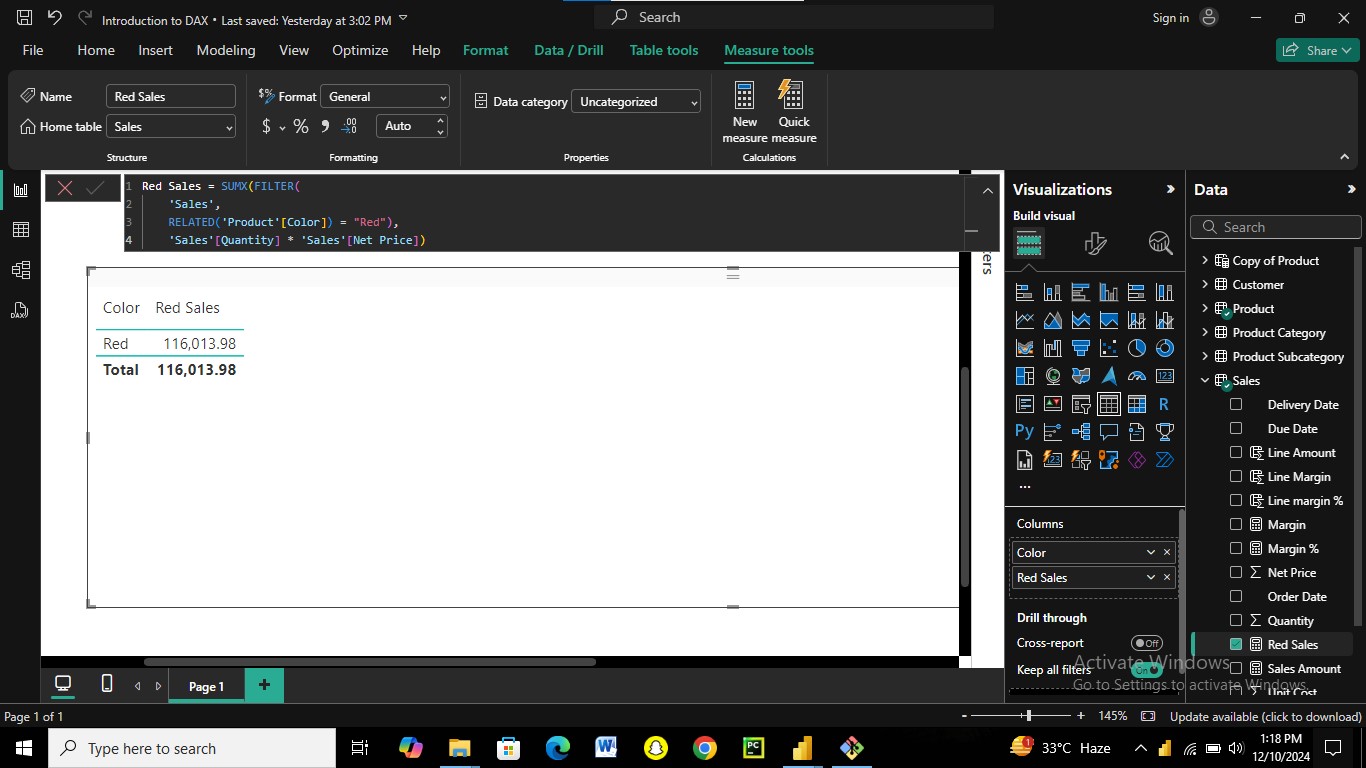 Introduction to DAX • Last saved: Yesterday at 3:02 PM
Search
Sign in
File Home Insert Modeling View Optimize Help Format Data / Drill Table tools Measure tools
Share
Name Red Sales
Home table Sales
Structure
$% Format General
$ % , .00 Auto
Formatting
Data category Uncategorized
Properties
New measure
Quick measure
Calculations
1 Red Sales = SUMX(FILTER(
2 'Sales',
3 RELATED('Product'[Color]) = "Red"),
4 'Sales'[Quantity] * 'Sales'[Net Price])
ers
Color Red Sales
Red 116,013.98
Total 116,013.98
Visualizations
Build visual
123
R
Py
123
...
Columns
Color
Red Sales
Drill through
Cross-report Off
Keep all filters On
Data
Search
Copy of Product
Customer
Product
Product Category
Product Subcategory
Sales
Delivery Date
Due Date
Line Amount
Line Margin
Line margin %
Margin
Margin %
Net Price
Order Date
Quantity
Red Sales
Sales Amount
Unit Cost
Activate Windows
Go to Settings to activate Windows.
DAX
Page 1
+
Page 1 of 1
- + 145% Update available (click to download)
Type here to search
W
PC
33°C Haze
1:18 PM
12/10/2024